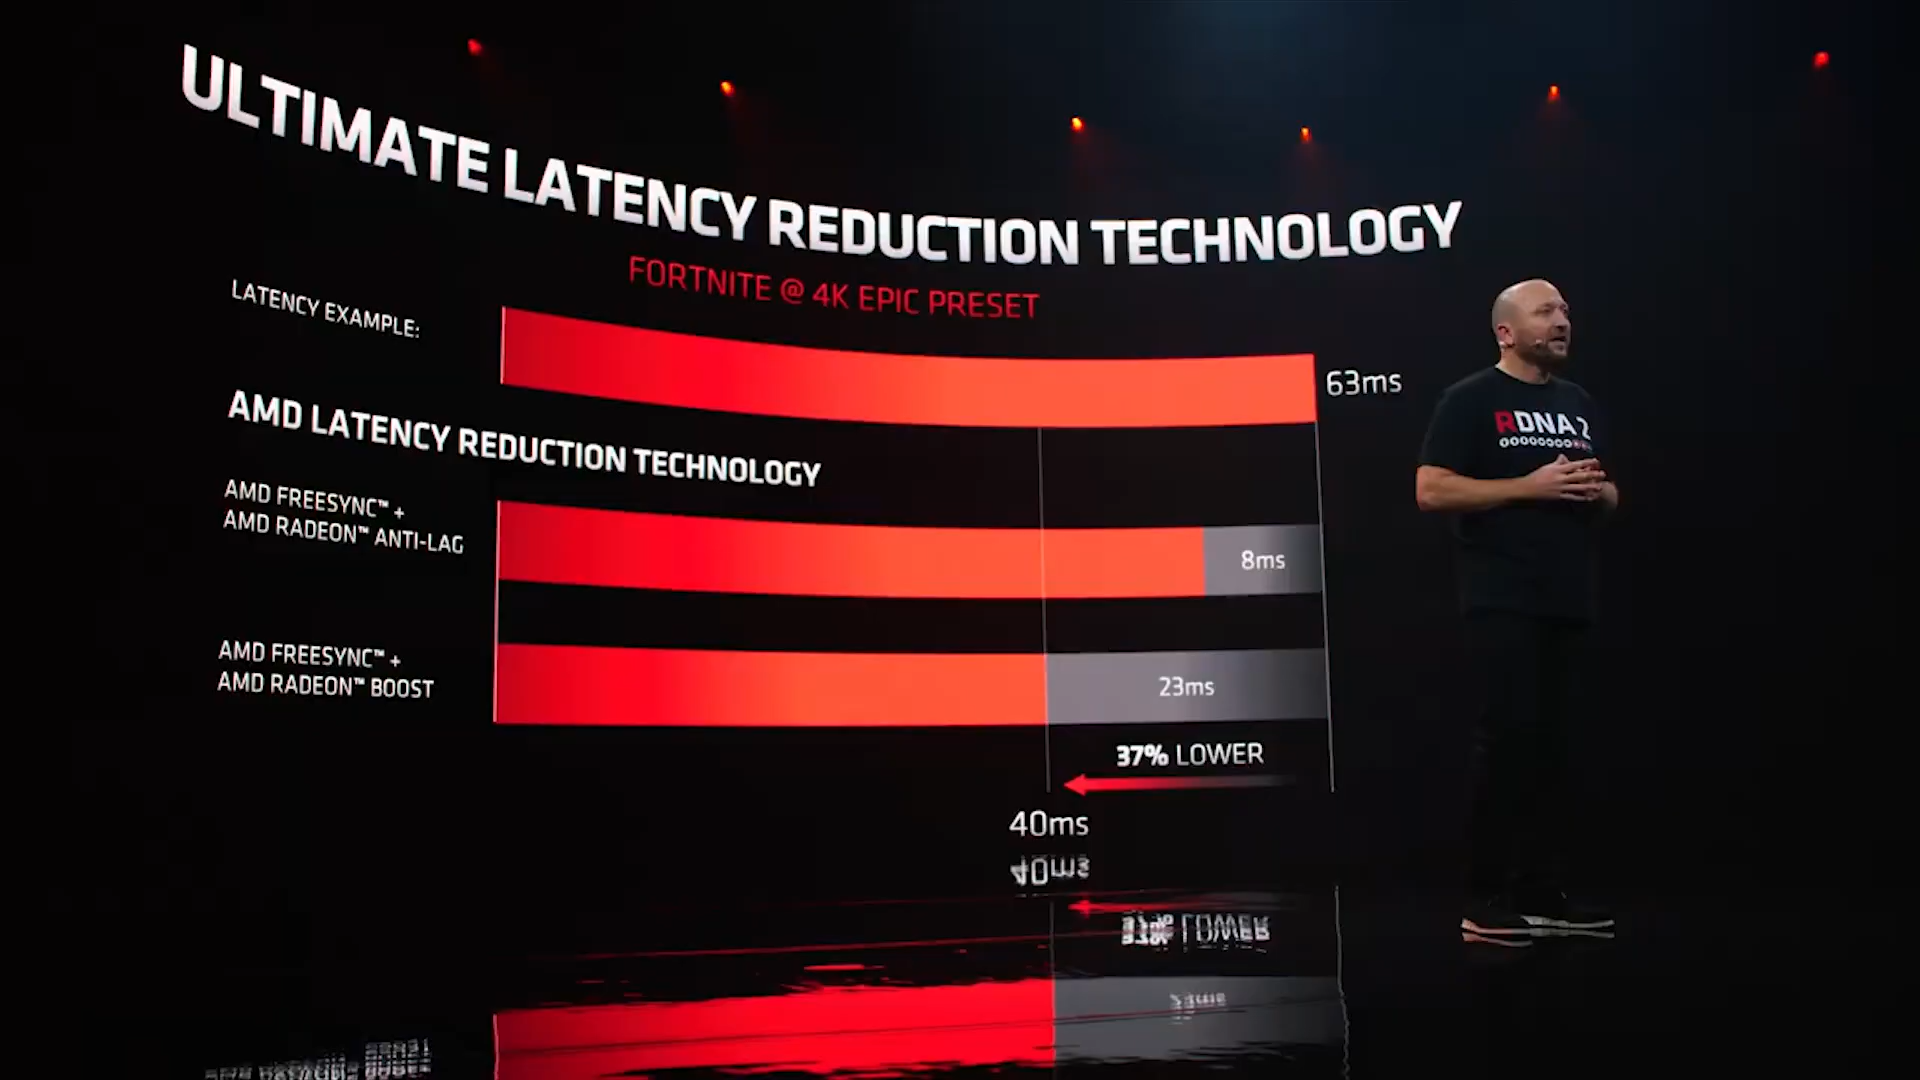 ULTIMATE LATENCY REDUCTION TECHNOLOGY
FORTNITE @ 4K EPIC PRESET
LATENCY EXAMPLE:
63ms
AMD LATENCY REDUCTION TECHNOLOGY
AMD FREESYNC™ +
AMD RADEON™ ANTI-LAG
8ms
AMD FREESYNC™ +
AMD RADEON™ BOOST
23ms
37% LOWER
40ms
RDNA 2